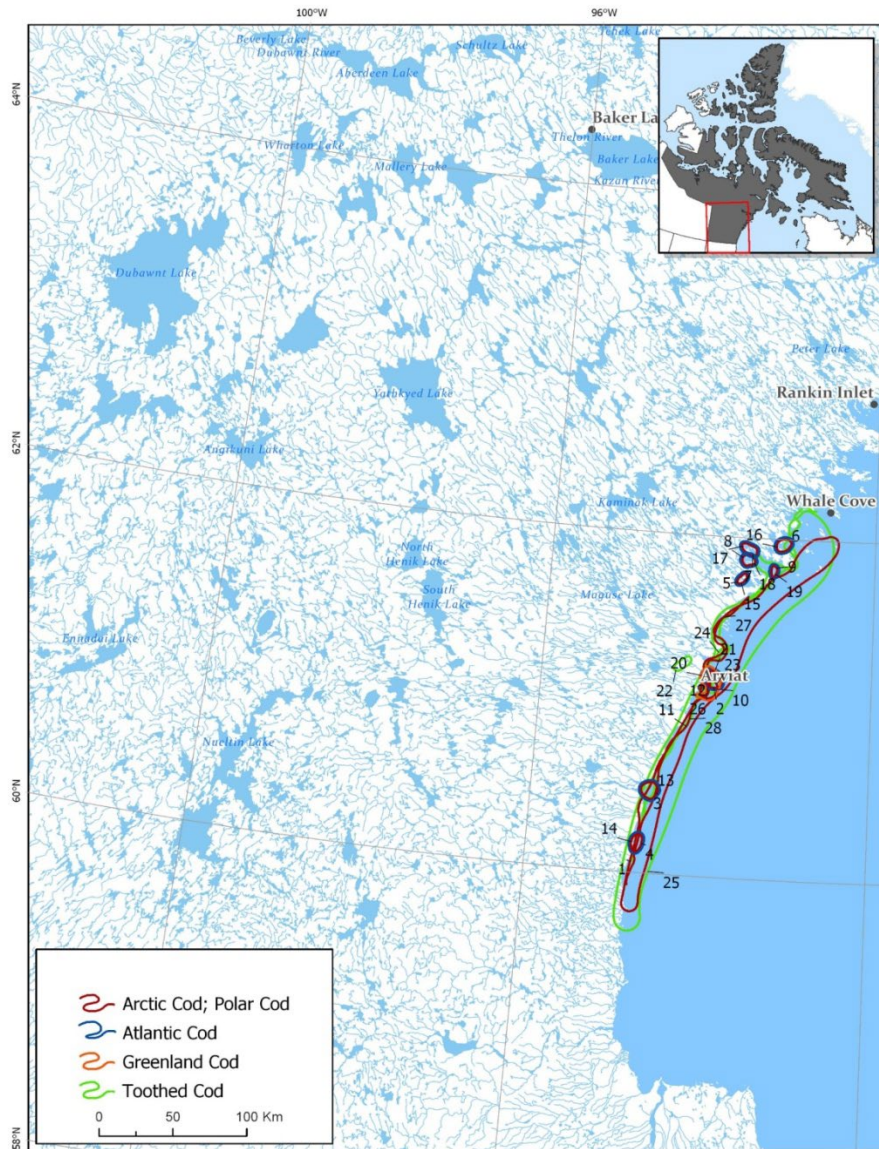 100°W
96°W
64°N
62°N
60°N
58°N
Beverly Lake
Dubawnt River
Aberdeen Lake
Schultz Lake
Tehek Lake
Baker La
Thelon River
Wharton Lake
Mallery Lake
Baker Lake
Kazan River
Dubawnt Lake
Peter Lake
Yathkyed Lake
Rankin Inlet
Angikuni Lake
Kaminak Lake
Whale Cove
16
6
8
17
North
Henik Lake
5
9
18
19
South
Henik Lake
Maguse Lake
15
27
24
Ennadai Lake
21
20
23
Arviat
22
12
10
11
26
2
28
Nueltin Lake
13
3
14
4
1
25
Arctic Cod; Polar Cod
Atlantic Cod
Greenland Cod
Toothed Cod
0 50 100 Km